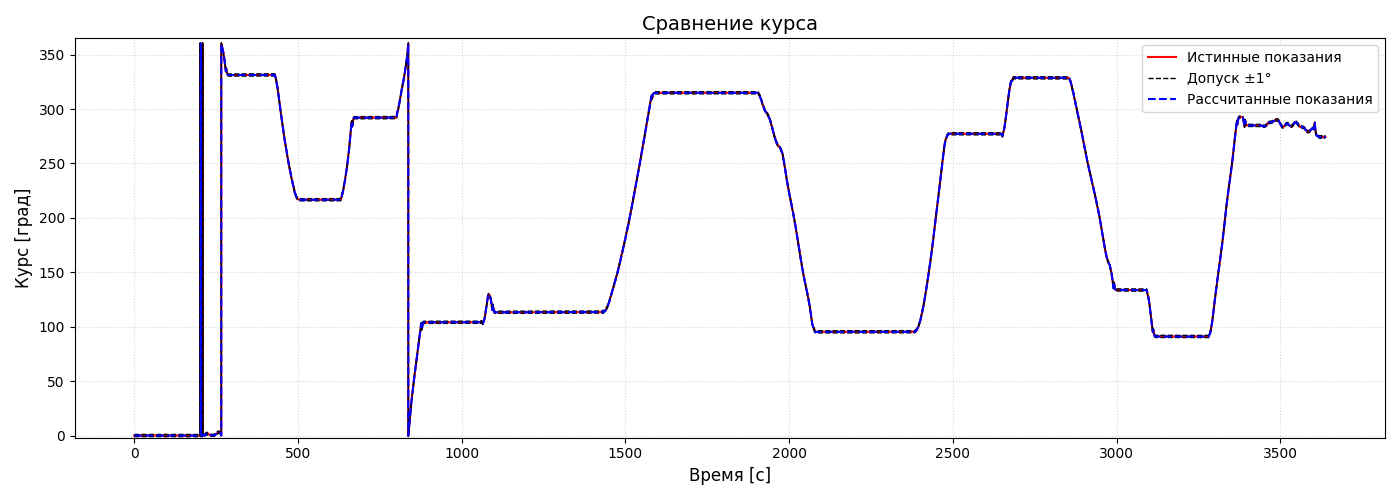 Сравнение курса
Истинные показания
Допуск ±1°
Рассчитанные показания
Курс [град]
350
300
250
200
150
100
50
0
0 500 1000 1500 2000 2500 3000 3500
Время [с]